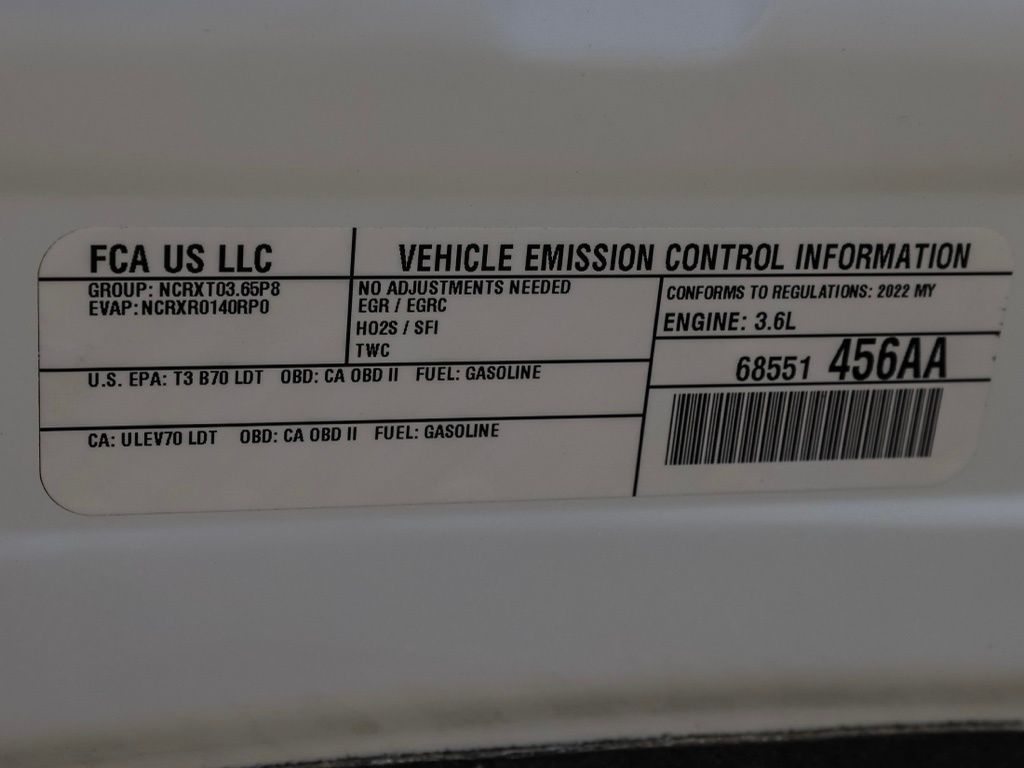 FCA US LLC
VEHICLE EMISSION CONTROL INFORMATION
GROUP: NCRXT03.65P8
EVAP: NCRXR0140RP0
NO ADJUSTMENTS NEEDED
EGR / EGRC
HO2S / SFI
TWC
CONFORMS TO REGULATIONS: 2022 MY
ENGINE: 3.6L
68551 456AA
U.S. EPA: T3 B70 LDT OBD: CA OBD II FUEL: GASOLINE
CA: ULEV70 LDT OBD: CA OBD II FUEL: GASOLINE